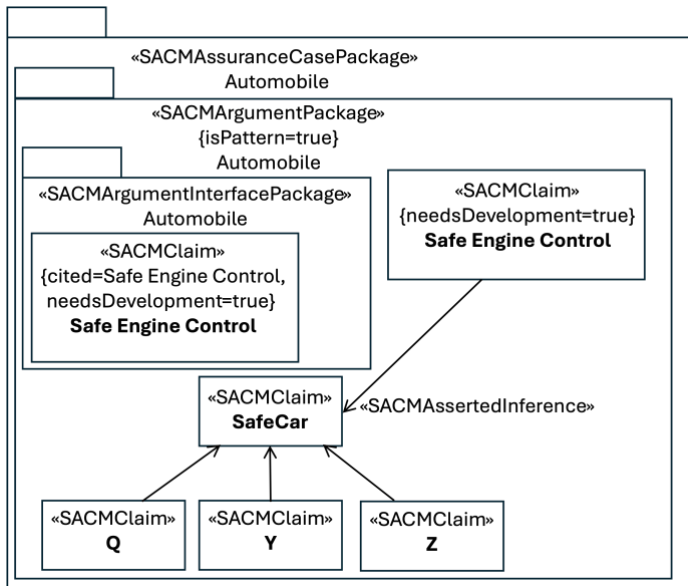 «SACMAssuranceCasePackage»
Automobile
«SACMArgumentPackage»
{isPattern=true}
Automobile
«SACMArgumentInterfacePackage»
Automobile
«SACMClaim»
{cited=Safe Engine Control,
needsDevelopment=true}
Safe Engine Control
«SACMClaim»
{needsDevelopment=true}
Safe Engine Control
«SACMClaim»
SafeCar
«SACMAssertedInference»
«SACMClaim»
Q
«SACMClaim»
Y
«SACMClaim»
Z